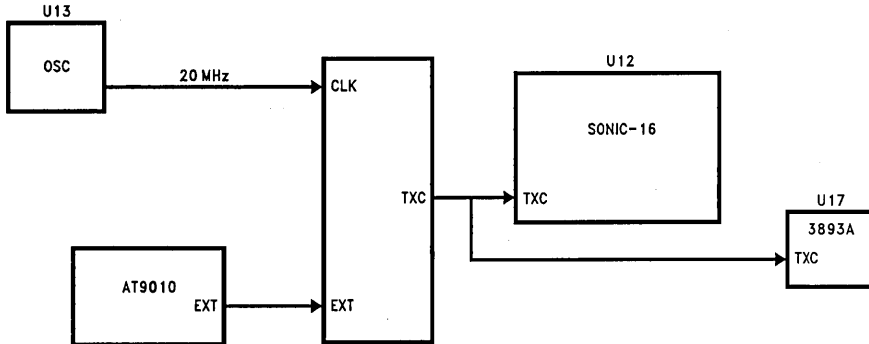 U13
OSC
20 MHz
CLK
U12
SONIC-16
TXC
TXC
U17
3893A
TXC
AT9010
EXT
EXT